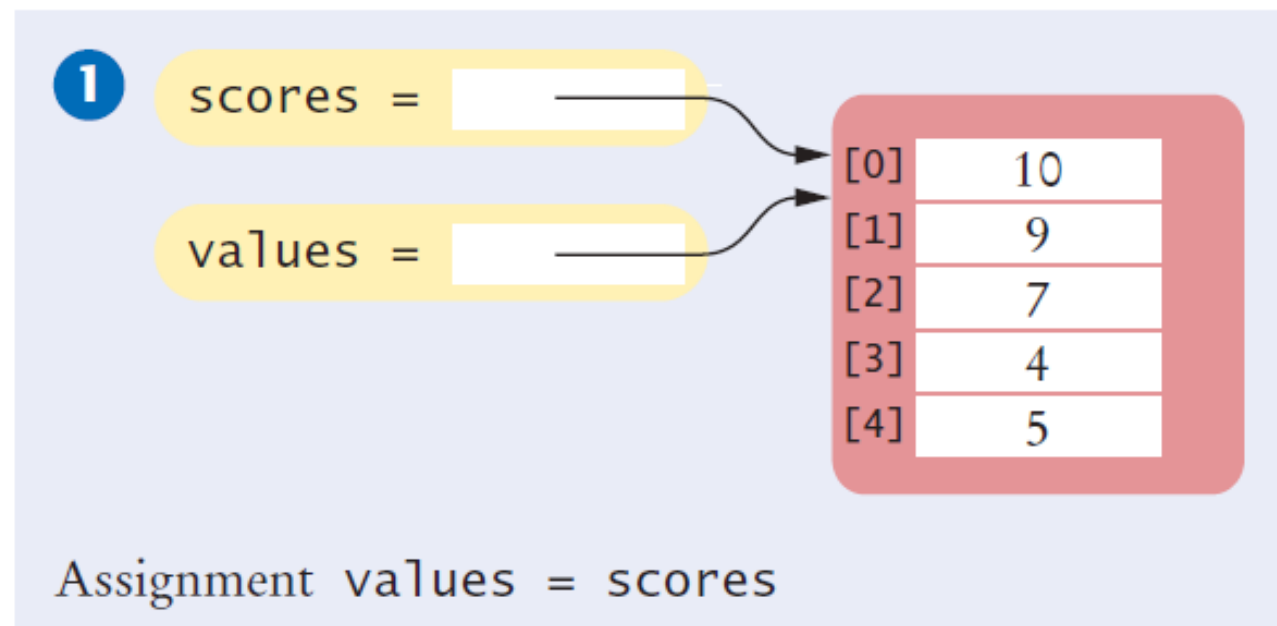 1
scores =
values =
[0] 10
[1] 9
[2] 7
[3] 4
[4] 5
Assignment values = scores